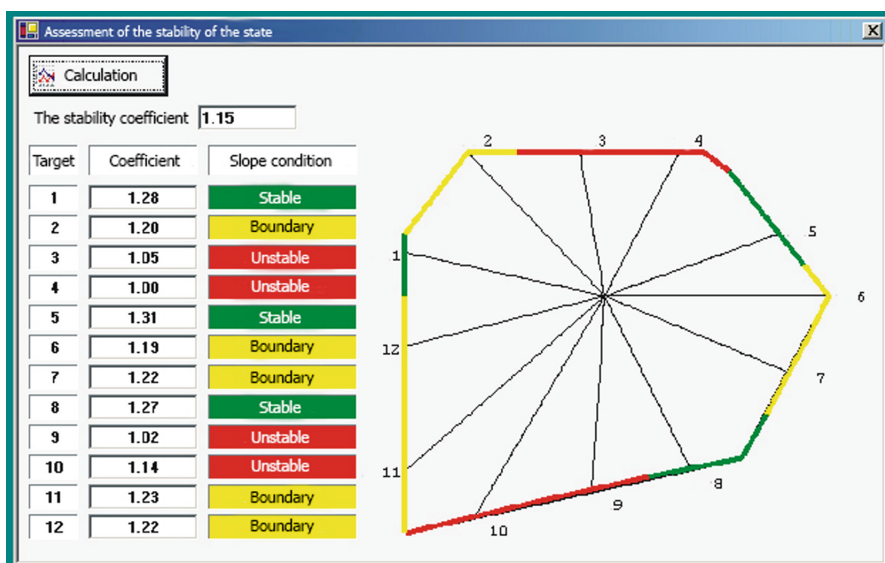 Assessment of the stability of the state
Calculation
The stability coefficient 1.15
Target Coefficient Slope condition
1 1.28 Stable
2 1.20 Boundary
3 1.05 Unstable
4 1.00 Unstable
5 1.31 Stable
6 1.19 Boundary
7 1.22 Boundary
8 1.27 Stable
9 1.02 Unstable
10 1.14 Unstable
11 1.23 Boundary
12 1.22 Boundary
2 3 4
5
1
6
12
7
11
8
9
10